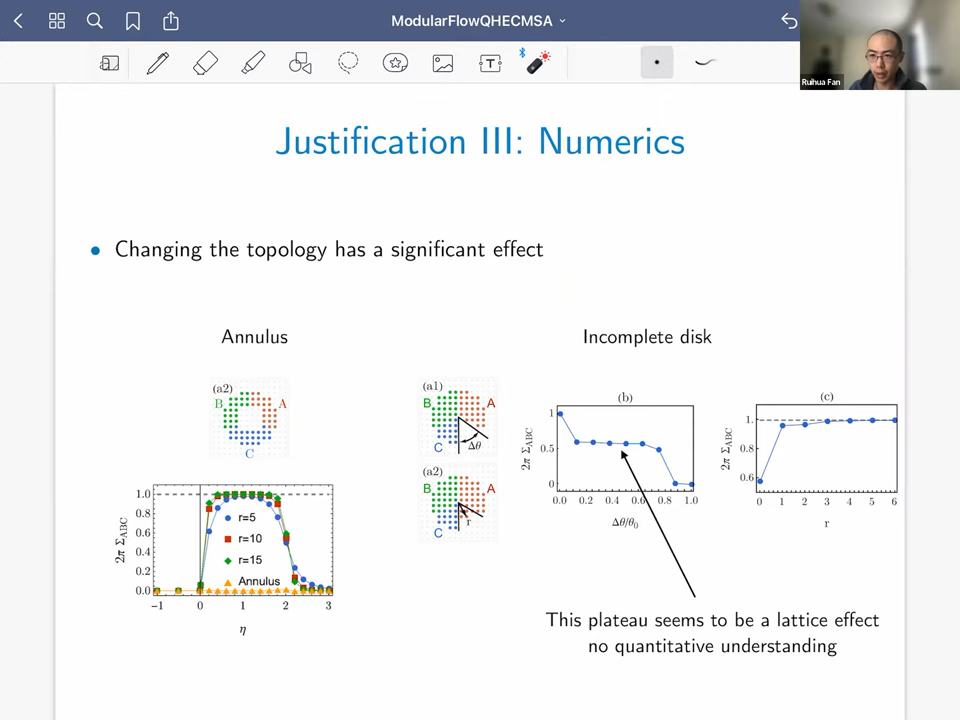 ModularFlowQHECMSA
Ruihua Fan
Justification III: Numerics
• Changing the topology has a significant effect
Annulus
Incomplete disk
(a2)
B
A
C
2π Σ_ABC
1.0
0.8
0.6
0.4
0.2
0.0
r=5
r=10
r=15
Annulus
−1 0 1 2 3
η
(a1)
B
A
C
Δθ
(a2)
B
A
C
r
(b)
2π Σ_ABC
1
0.5
0
0.0 0.2 0.4 0.6 0.8 1.0
Δθ/θ₀
(c)
2π Σ_ABC
1.
0.8
0.6
0 1 2 3 4 5 6
r
This plateau seems to be a lattice effect
no quantitative understanding